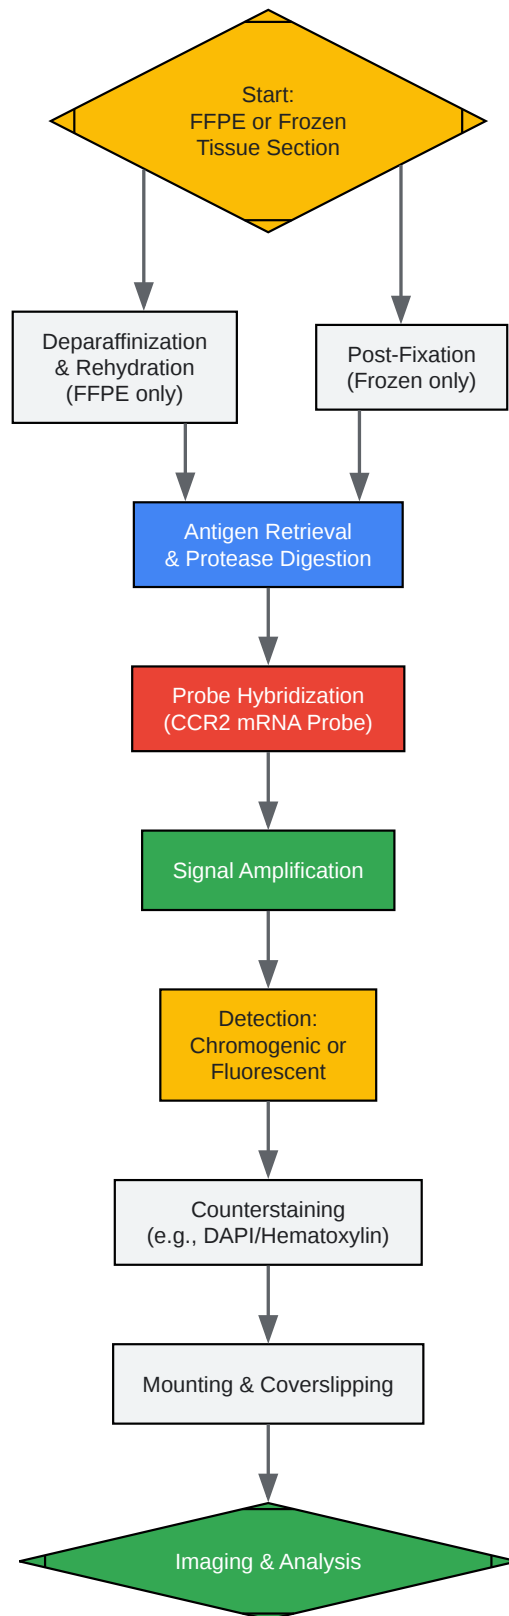 Start:
FFPE or Frozen
Tissue Section
Deparaffinization
& Rehydration
(FFPE only)
Post-Fixation
(Frozen only)
Antigen Retrieval
& Protease Digestion
Probe Hybridization
(CCR2 mRNA Probe)
Signal Amplification
Detection:
Chromogenic or
Fluorescent
Counterstaining
(e.g., DAPI/Hematoxylin)
Mounting & Coverslipping
Imaging & Analysis